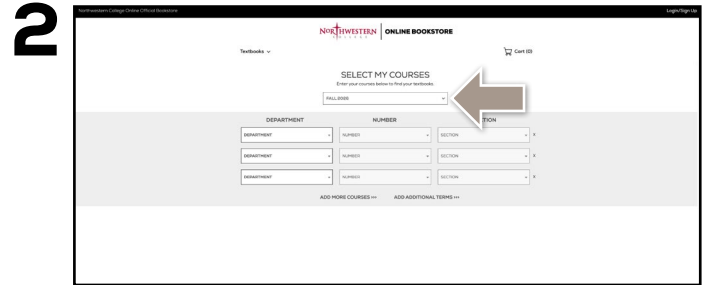 2
Northwestern College Online Official Bookstore
Login/Sign Up
NORTHWESTERN ONLINE BOOKSTORE
COLLEGE
Textbooks
Cart (0)
SELECT MY COURSES
Enter your courses below to find your textbooks.
DEPARTMENT NUMBER
DEPARTMENT NUMBER SECTION X
DEPARTMENT NUMBER SECTION X
DEPARTMENT NUMBER SECTION X
ADD MORE COURSES >>> ADD ADDITIONAL TERMS >>>